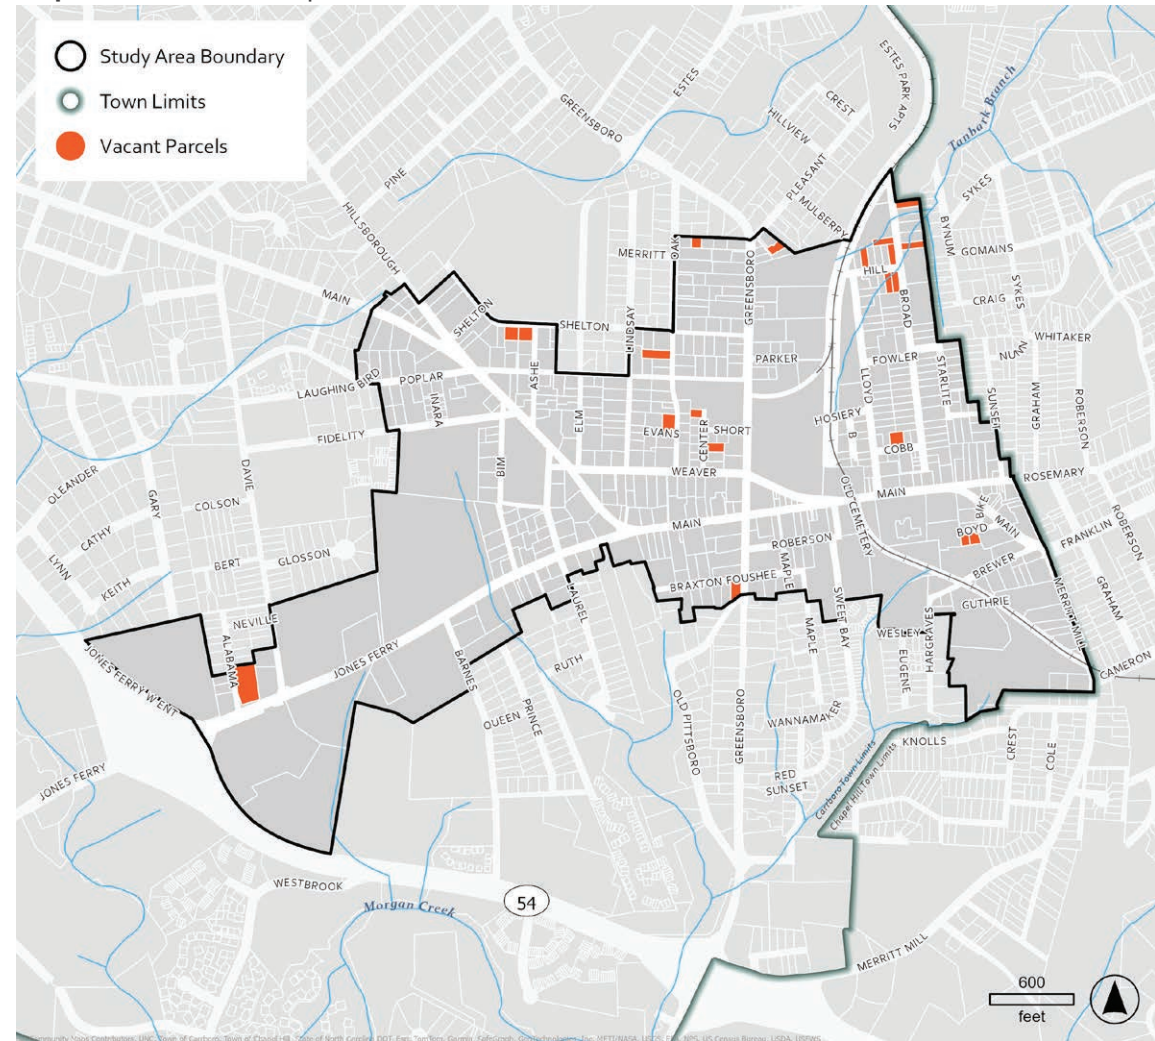 Study Area Boundary
Town Limits
Vacant Parcels
ESTES PARK APTS
Tanbark Branch
ESTES
CREST
GREENSBORO
HILLVIEW
PLEASANT
PINE
SYKES
MULBERRY
HILLSBOROUGH
BYNUM
GOMAINS
MERRITT
OAK
HILL
MAIN
SHELTON
SHELTON
LINDSAY
GREENSBORO
BROAD
CRAIG
SYKES
WHITAKER
NUNN
PARKER
FOWLER
LAUGHING BIRD
POPLAR
ASHE
INARA
ELM
LLOYD
STARLITE
SUNSET
GRAHAM
ROBERSON
HOSIERY
FIDELITY
EVANS
CENTER
SHORT
B
COBB
BIM
WEAVER
ROSEMARY
OLEANDER
DAVIE
GARY
COLSON
MAIN
OLD CEMETERY
BIKE
CATHY
MAIN
BOYD
MAIN
FRANKLIN
ROBERSON
ROBERSON
LYNN
KEITH
BERT
GLOSSON
BRAXTON FOUSHEE
MAPLE
BREWER
GRAHAM
LAUREL
SWEET BAY
GUTHRIE
MERRITT MILL
NEVILLE
ALABAMA
MAPLE
WESLEY
EUGENE
HARGRAVES
JONES FERRY
BARNES
RUTH
CAMERON
JONES FERRY W ENT
QUEEN
PRINCE
OLD PITTSBORO
GREENSBORO
WANNAMAKER
KNOLLS
CREST
COLE
JONES FERRY
RED
SUNSET
Carrboro Town Limits
Chapel Hill Town Limits
WESTBROOK
54
Morgan Creek
MERRITT MILL
600
feet